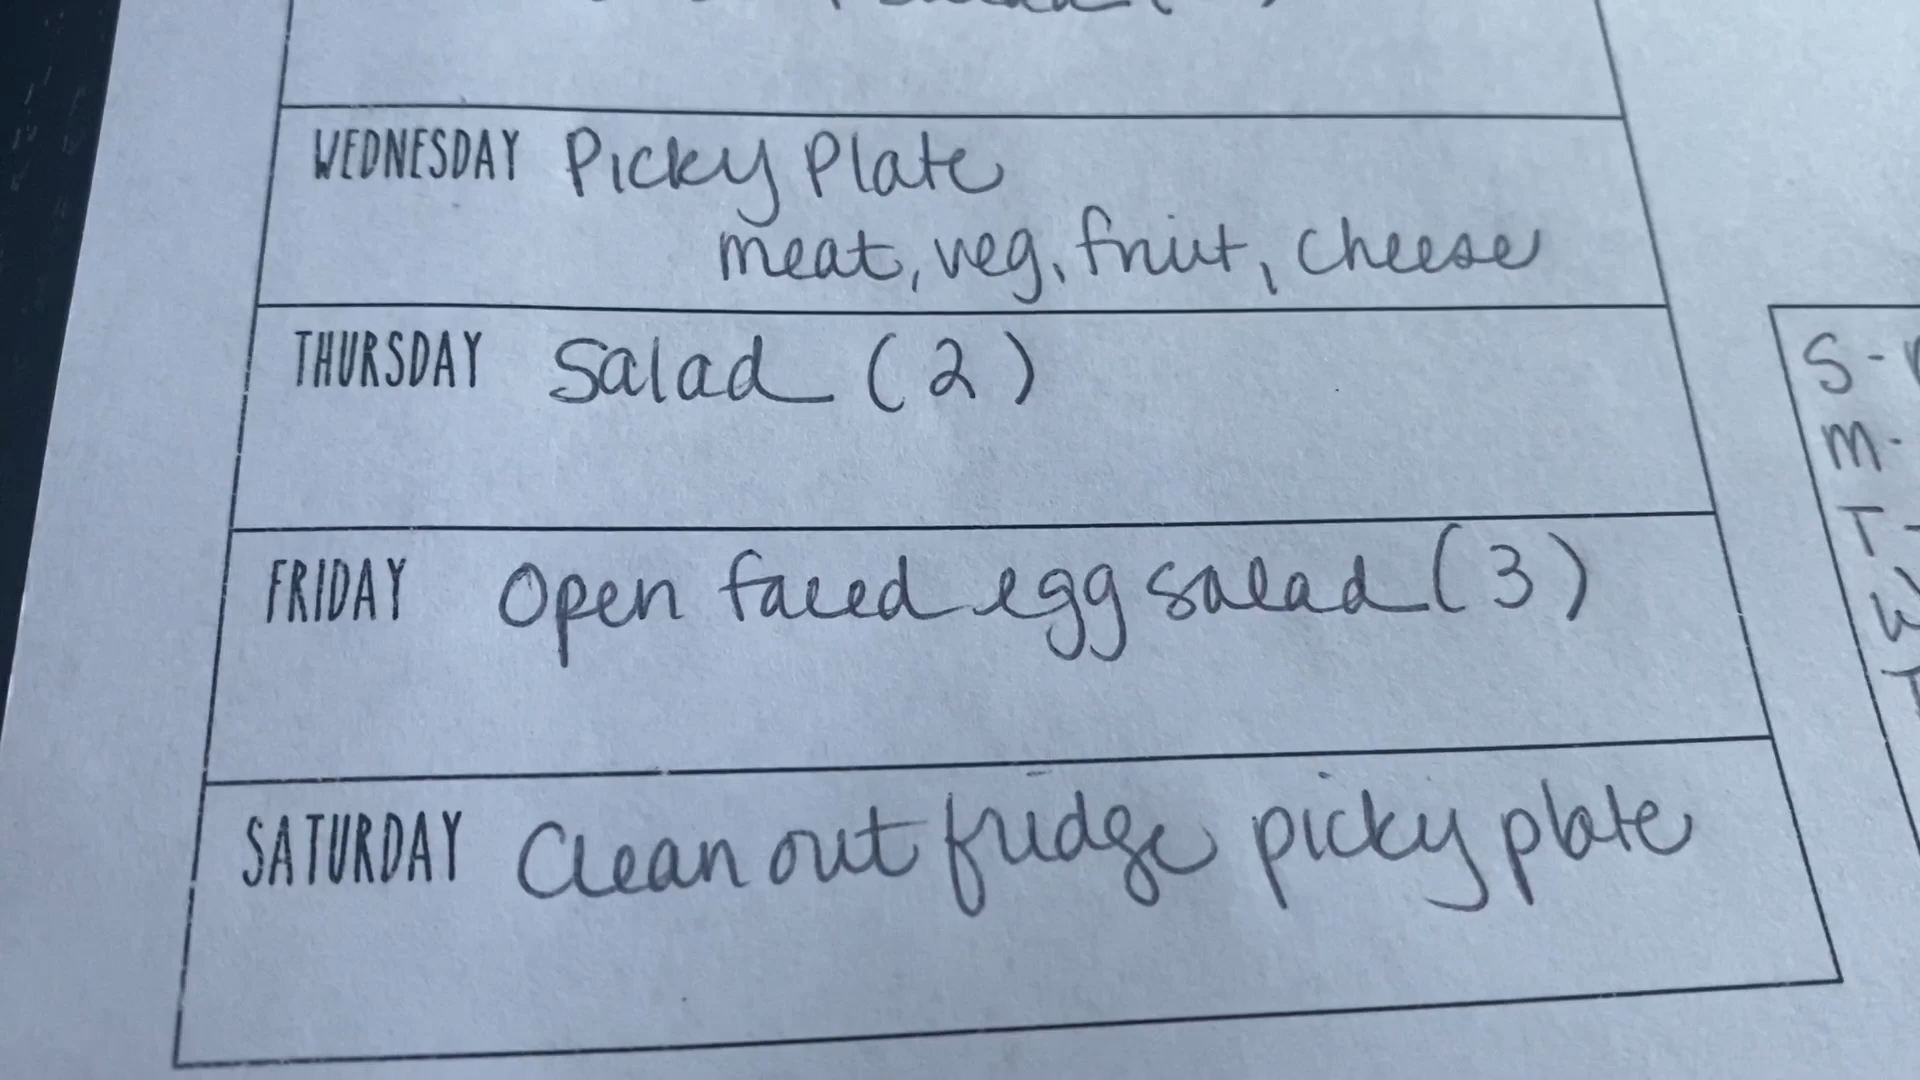 WEDNESDAY Picky Plate
meat, veg, fruit, cheese
THURSDAY Salad (2)
FRIDAY Open faced egg salad (3)
SATURDAY Clean out fridge picky plate
S -
M -
T -
W
T